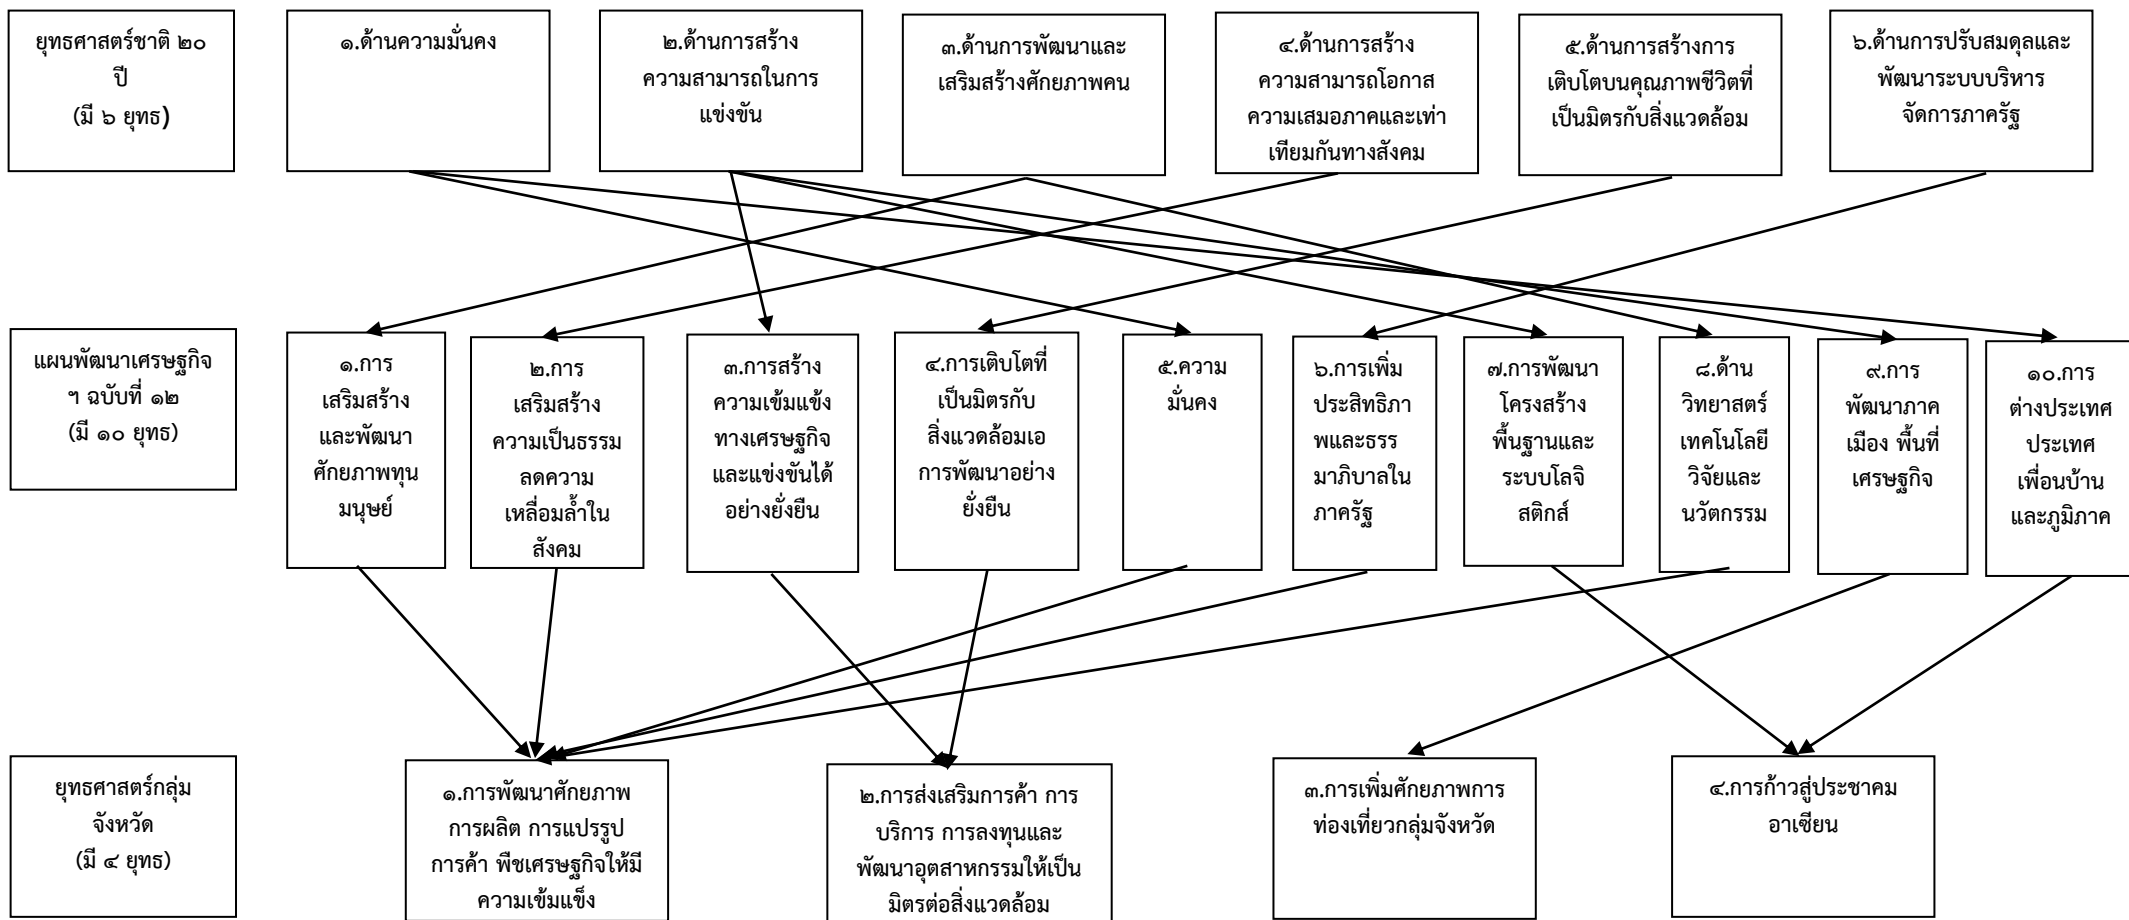 ยุทธศาสตร์ชาติ ๒๐
ปี
(มี ๖ ยุทธ)
๑.ด้านความมั่นคง
๒.ด้านการสร้าง
ความสามารถในการ
แข่งขัน
๓.ด้านการพัฒนาและ
เสริมสร้างศักยภาพคน
๔.ด้านการสร้าง
ความสามารถโอกาส
ความเสมอภาคและเท่า
เทียมกันทางสังคม
๕.ด้านการสร้างการ
เติบโตบนคุณภาพชีวิตที่
เป็นมิตรกับสิ่งแวดล้อม
๖.ด้านการปรับสมดุลและ
พัฒนาระบบบริหาร
จัดการภาครัฐ
แผนพัฒนาเศรษฐกิจ
ฯ ฉบับที่ ๑๒
(มี ๑๐ ยุทธ)
๑.การ
เสริมสร้าง
และพัฒนา
ศักยภาพทุน
มนุษย์
๒.การ
เสริมสร้าง
ความเป็นธรรม
ลดความ
เหลื่อมล้ำใน
สังคม
๓.การสร้าง
ความเข้มแข้ง
ทางเศรษฐกิจ
และแข่งขันได้
อย่างยั่งยืน
๔.การเติบโตที่
เป็นมิตรกับ
สิ่งแวดล้อมเอ
การพัฒนาอย่าง
ยั่งยืน
๕.ความ
มั่นคง
๖.การเพิ่ม
ประสิทธิภา
พและธรร
มาภิบาลใน
ภาครัฐ
๗.การพัฒนา
โครงสร้าง
พื้นฐานและ
ระบบโลจิ
สติกส์
๘.ด้าน
วิทยาสตร์
เทคโนโลยี
วิจัยและ
นวัตกรรม
๙.การ
พัฒนาภาค
เมือง พื้นที่
เศรษฐกิจ
๑๐.การ
ต่างประเทศ
ประเทศ
เพื่อนบ้าน
และภูมิภาค
ยุทธศาสตร์กลุ่ม
จังหวัด
(มี ๔ ยุทธ)
๑.การพัฒนาศักยภาพ
การผลิต การแปรรูป
การค้า พืชเศรษฐกิจให้มี
ความเข้มแข็ง
๒.การส่งเสริมการค้า การ
บริการ การลงทุนและ
พัฒนาอุตสาหกรรมให้เป็น
มิตรต่อสิ่งแวดล้อม
๓.การเพิ่มศักยภาพการ
ท่องเที่ยวกลุ่มจังหวัด
๔.การก้าวสู่ประชาคม
อาเซียน